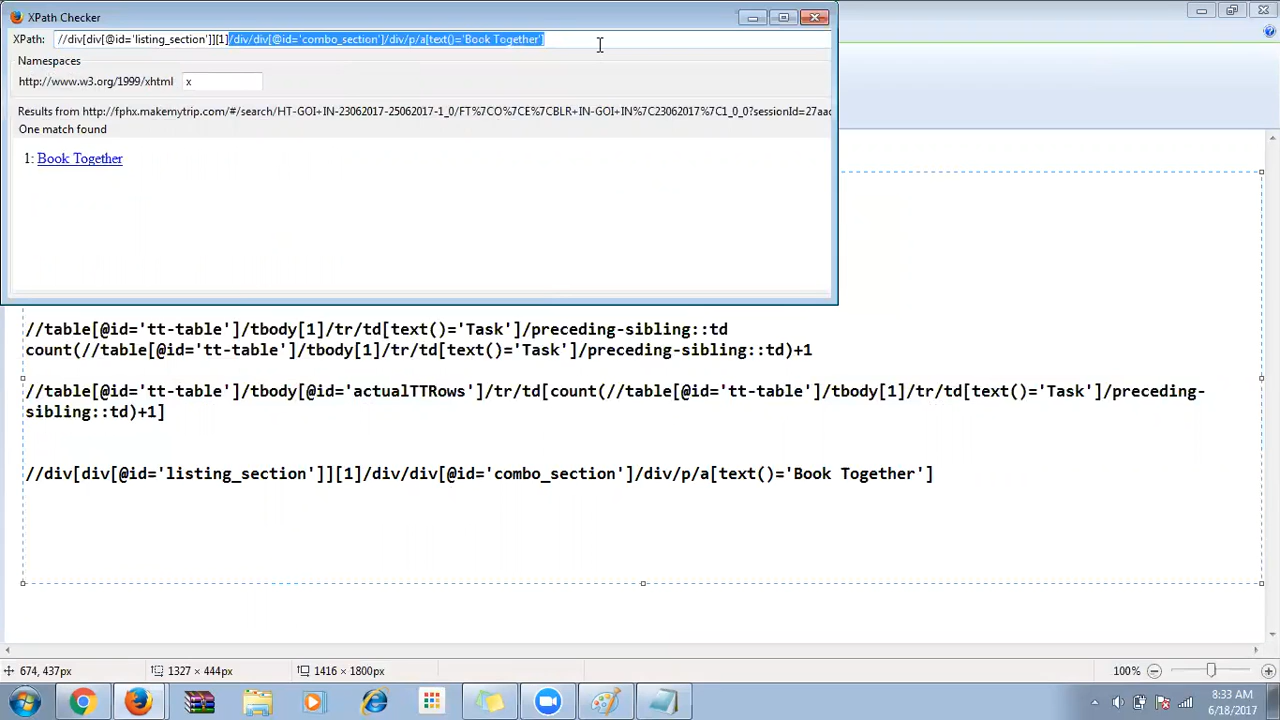 XPath Checker
XPath: //div[div[@id='listing_section']][1]/div/div[@id='combo_section']/div/p/a[text()='Book Together']
Namespaces
http://www.w3.org/1999/xhtml x
Results from http://fphx.makemytrip.com/#/search/HT-GOI+IN-23062017-25062017-1_0/FT%7CO%7CE%7CBLR+IN-GOI+IN%7C23062017%7C1_0_0?sessionId=27aac
One match found
1: Book Together
//table[@id='tt-table']/tbody[1]/tr/td[text()='Task']/preceding-sibling::td
count(//table[@id='tt-table']/tbody[1]/tr/td[text()='Task']/preceding-sibling::td)+1
//table[@id='tt-table']/tbody[@id='actualTTRows']/tr/td[count(//table[@id='tt-table']/tbody[1]/tr/td[text()='Task']/preceding-
sibling::td)+1]
//div[div[@id='listing_section']][1]/div/div[@id='combo_section']/div/p/a[text()='Book Together']
674, 437px 1327 × 444px 1416 × 1800px 100%
8:33 AM
6/18/2017